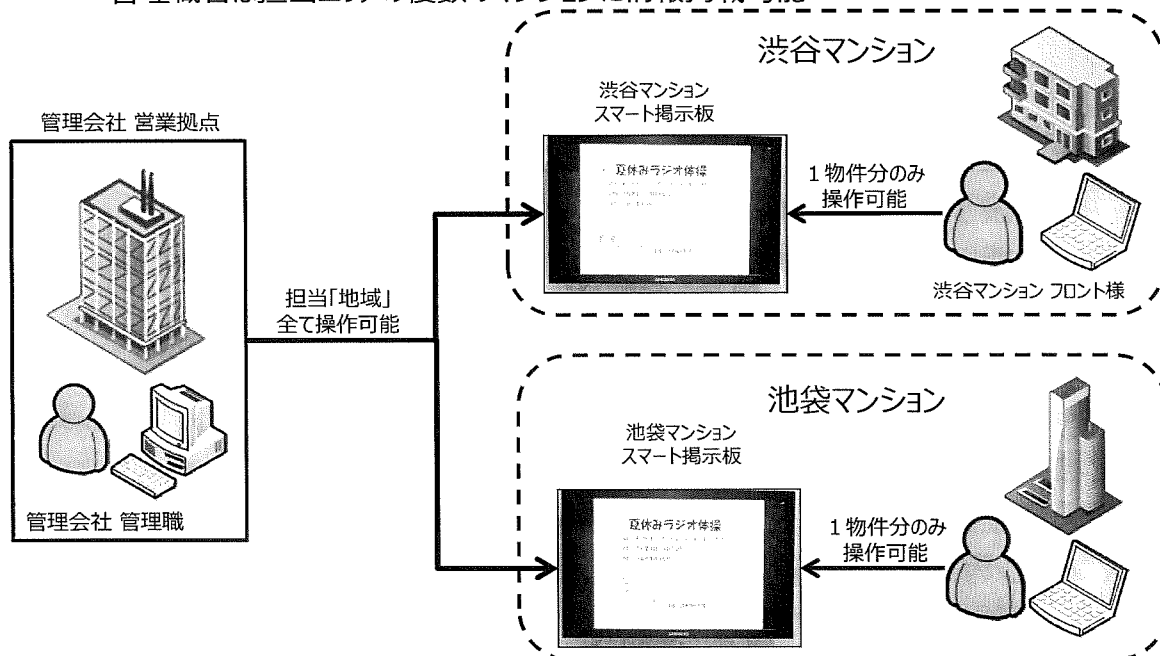 渋谷マンション
渋谷マンション
スマート掲示板
管理会社 営業拠点
夏休みラジオ体操
1物件分のみ
操作可能
担当「地域」
全て操作可能
渋谷マンション フロント様
池袋マンション
池袋マンション
スマート掲示板
夏休みラジオ体操
1物件分のみ
操作可能
管理会社 管理職